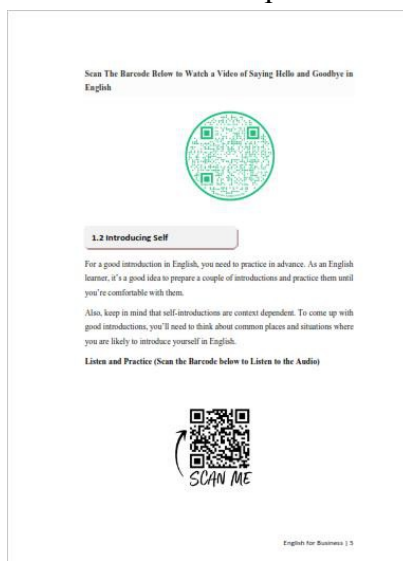 Scan The Barcode Below to Watch a Video of Saying Hello and Goodbye in
English
1.2 Introducing Self
For a good introduction in English, you need to practice in advance. As an English
learner, it's a good idea to prepare a couple of introductions and practice them until
you're comfortable with them.
Also, keep in mind that self-introductions are context dependent. To come up with
good introductions, you'll need to think about common places and situations where
you are likely to introduce yourself in English.
Listen and Practice (Scan the Barcode below to Listen to the Audio)
SCAN ME
English for Business | 5